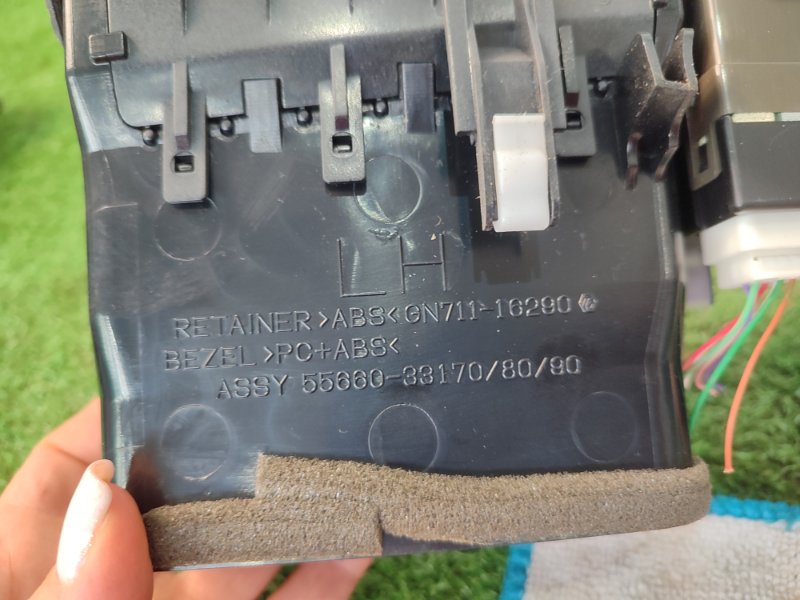 LH
RETAINER >ABS< GN711-16290
BEZEL >PC+ABS<
ASSY 55660-33170/80/90